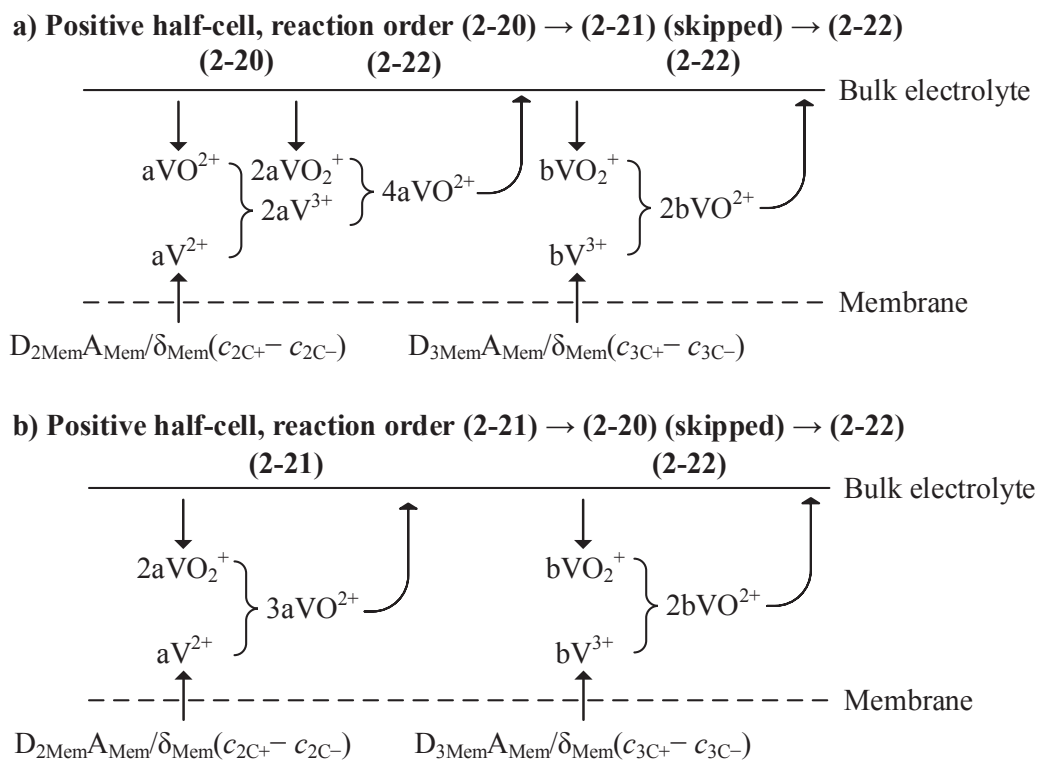 a) Positive half-cell, reaction order (2-20) → (2-21) (skipped) → (2-22)
(2-20) (2-22) (2-22)
Bulk electrolyte
aVO²⁺ 2aVO₂⁺ bVO₂⁺
2aV³⁺ 4aVO²⁺ 2bVO²⁺
aV²⁺ bV³⁺
Membrane
D₂MemAMem/δMem(c₂C+− c₂C−) D₃MemAMem/δMem(c₃C+− c₃C−)
b) Positive half-cell, reaction order (2-21) → (2-20) (skipped) → (2-22)
(2-21) (2-22)
Bulk electrolyte
2aVO₂⁺ bVO₂⁺
3aVO²⁺ 2bVO²⁺
aV²⁺ bV³⁺
Membrane
D₂MemAMem/δMem(c₂C+− c₂C−) D₃MemAMem/δMem(c₃C+− c₃C−)